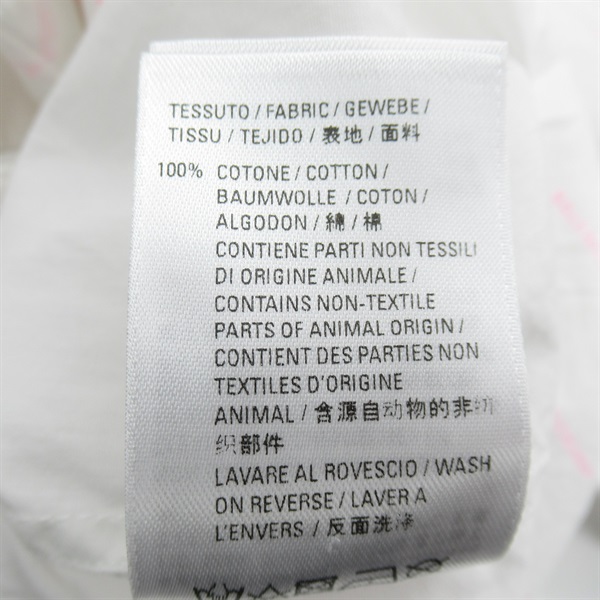 TESSUTO / FABRIC / GEWEBE /
TISSU / TEJIDO / 表地 / 面料
100% COTONE / COTTON /
BAUMWOLLE / COTON /
ALGODON / 綿 / 棉
CONTIENE PARTI NON TESSILI
DI ORIGINE ANIMALE /
CONTAINS NON-TEXTILE
PARTS OF ANIMAL ORIGIN /
CONTIENT DES PARTIES NON
TEXTILES D'ORIGINE
ANIMAL / 含源自动物的非纺
织部件
LAVARE AL ROVESCIO / WASH
ON REVERSE / LAVER A
L'ENVERS / 反面洗净